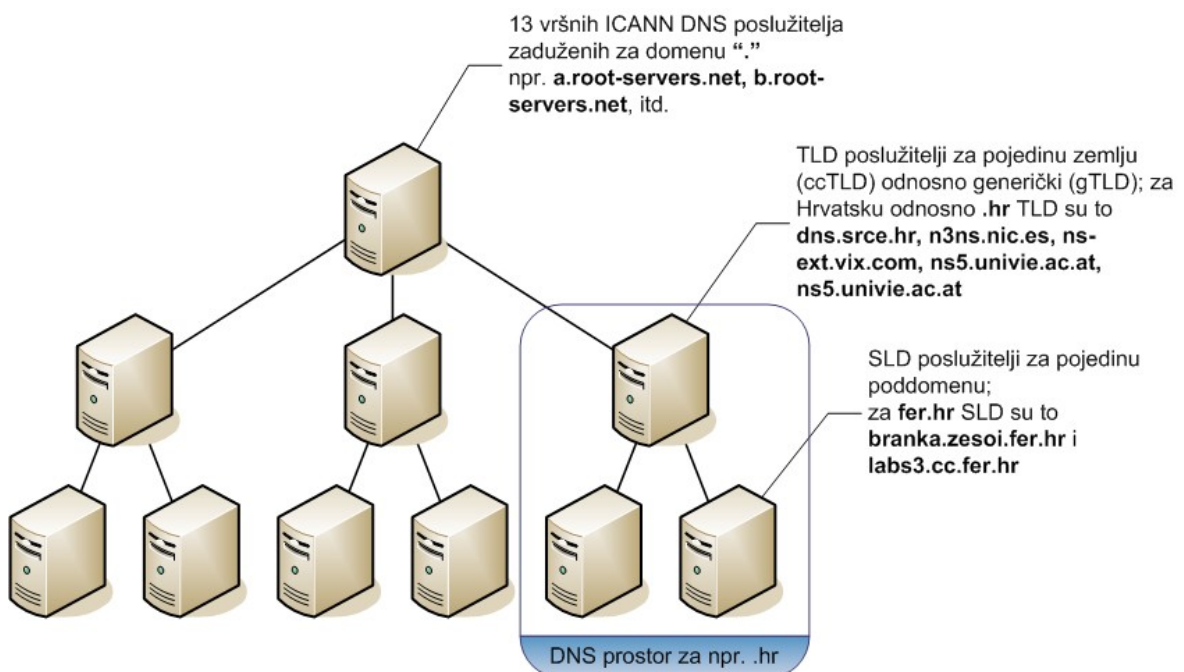 13 vršnih ICANN DNS poslužitelja
zaduženih za domenu “.”
npr. a.root-servers.net, b.root-
servers.net, itd.
TLD poslužitelji za pojedinu zemlju
(ccTLD) odnosno generički (gTLD); za
Hrvatsku odnosno .hr TLD su to
dns.srce.hr, n3ns.nic.es, ns-
ext.vix.com, ns5.univie.ac.at,
ns5.univie.ac.at
SLD poslužitelji za pojedinu
poddomenu;
za fer.hr SLD su to
branka.zesoi.fer.hr i
labs3.cc.fer.hr
DNS prostor za npr. .hr